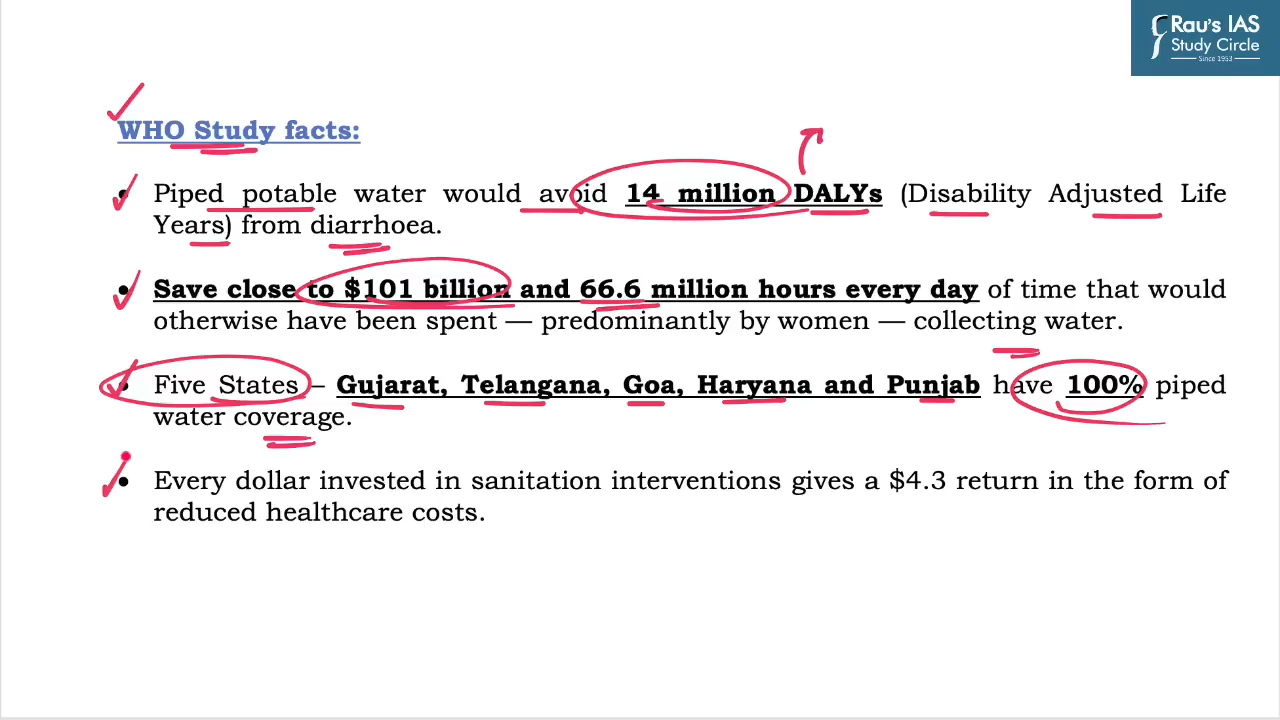 Rau's IAS
Study Circle
Since 1953
WHO Study facts:
• Piped potable water would avoid 14 million DALYs (Disability Adjusted Life
Years) from diarrhoea.
• Save close to $101 billion and 66.6 million hours every day of time that would
otherwise have been spent — predominantly by women — collecting water.
• Five States – Gujarat, Telangana, Goa, Haryana and Punjab have 100% piped
water coverage.
• Every dollar invested in sanitation interventions gives a $4.3 return in the form of
reduced healthcare costs.